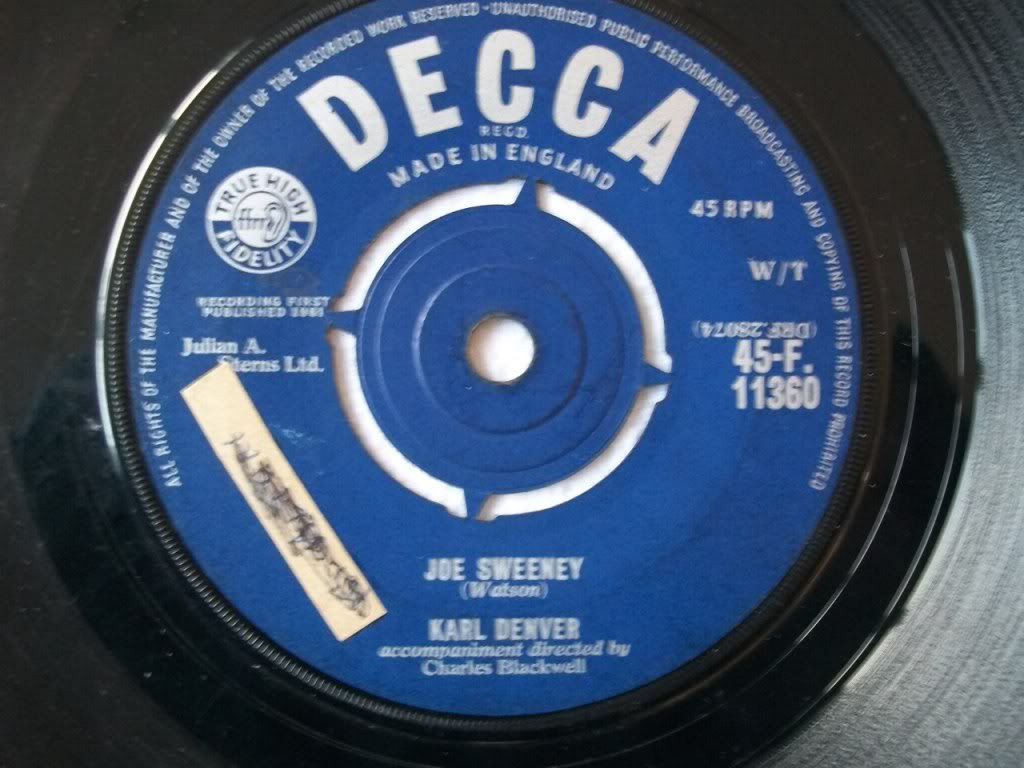 ALL RIGHTS OF THE MANUFACTURER AND OF THE OWNER OF THE RECORDED WORK RESERVED · UNAUTHORISED PUBLIC PERFORMANCE BROADCASTING AND COPYING OF THIS RECORD PROHIBITED
DECCA
REGD.
MADE IN ENGLAND
TRUE HIGH
ffrr
FIDELITY
45 RPM
W/T
RECORDING FIRST
PUBLISHED 1961
(DRF.28074)
Julian A.
Sterns Ltd.
45-F.
11360
JOE SWEENEY
(Watson)
KARL DENVER
accompaniment directed by
Charles Blackwell